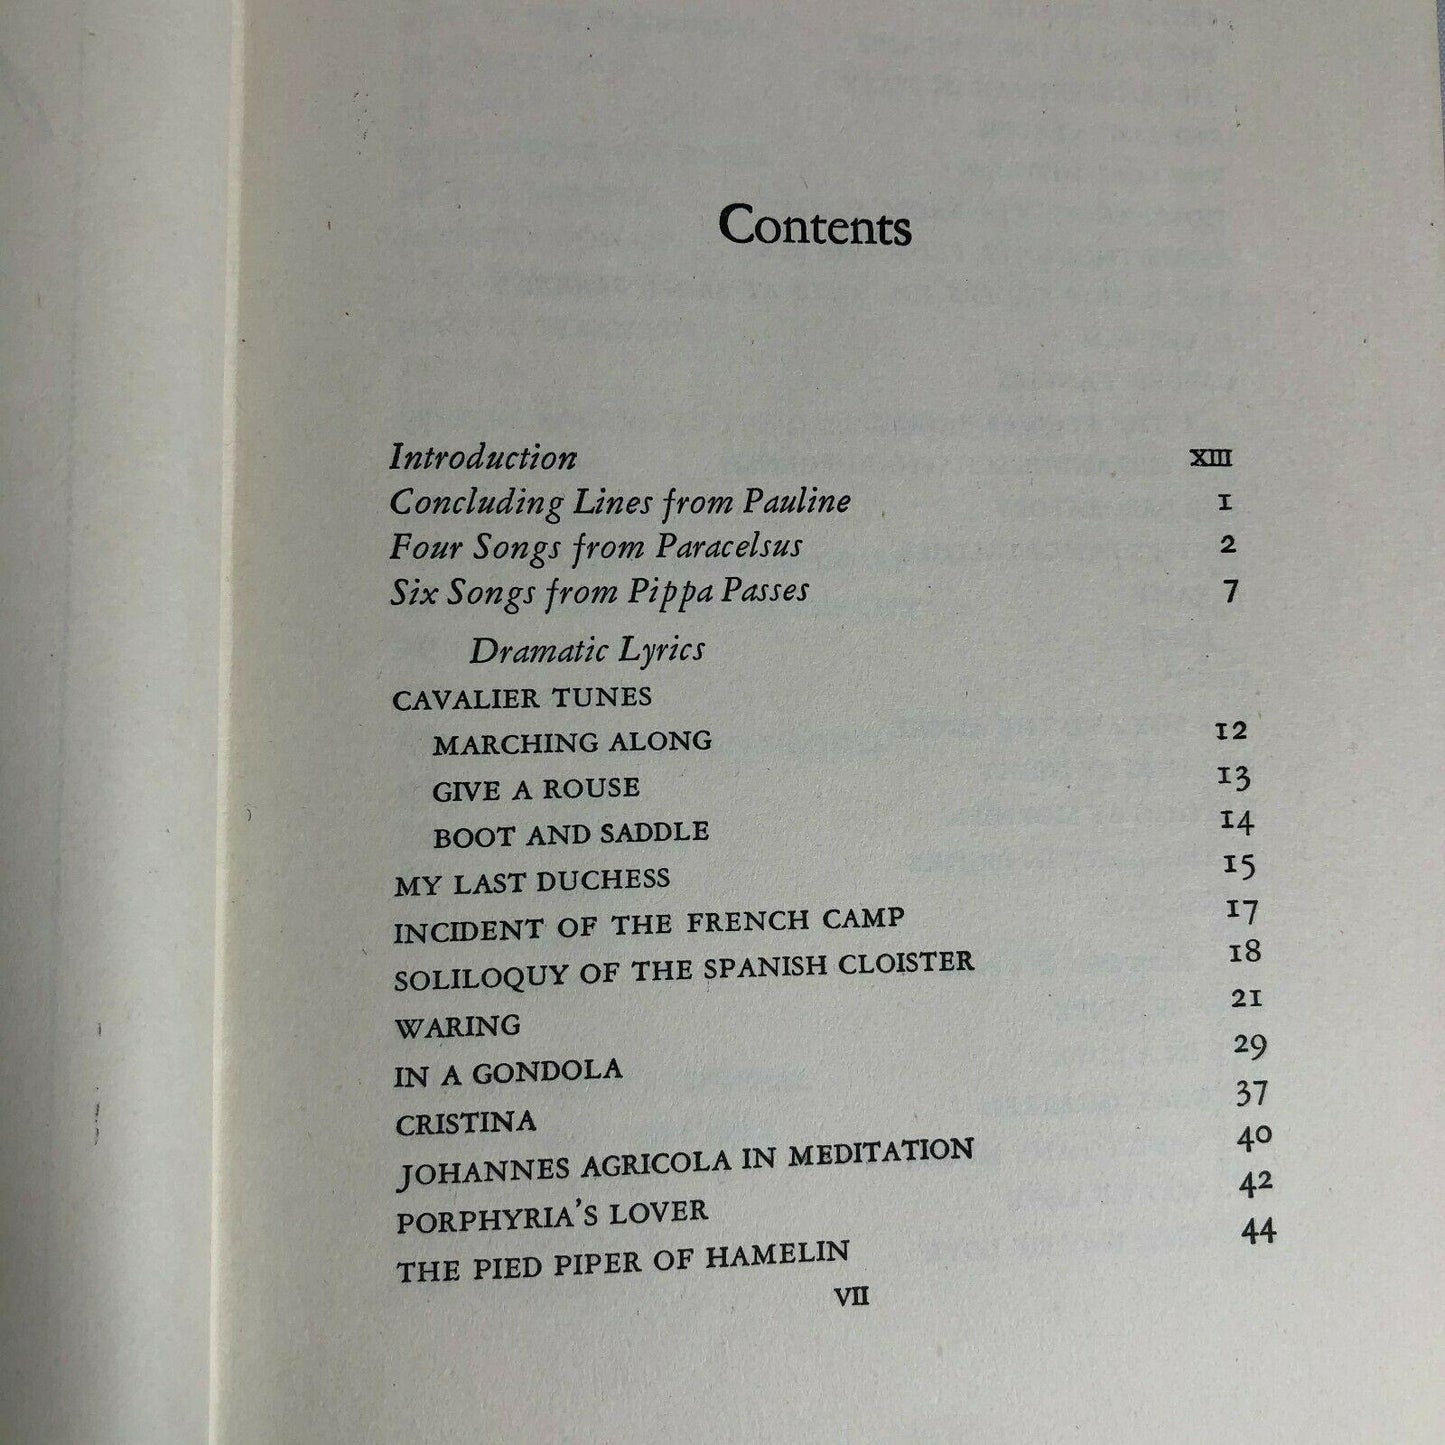 Contents
Introduction XIII
Concluding Lines from Pauline 1
Four Songs from Paracelsus 2
Six Songs from Pippa Passes 7
Dramatic Lyrics
CAVALIER TUNES
MARCHING ALONG 12
GIVE A ROUSE 13
BOOT AND SADDLE 14
MY LAST DUCHESS 15
INCIDENT OF THE FRENCH CAMP 17
SOLILOQUY OF THE SPANISH CLOISTER 18
WARING 21
IN A GONDOLA 29
CRISTINA 37
JOHANNES AGRICOLA IN MEDITATION 40
PORPHYRIA'S LOVER 42
THE PIED PIPER OF HAMELIN 44
VII